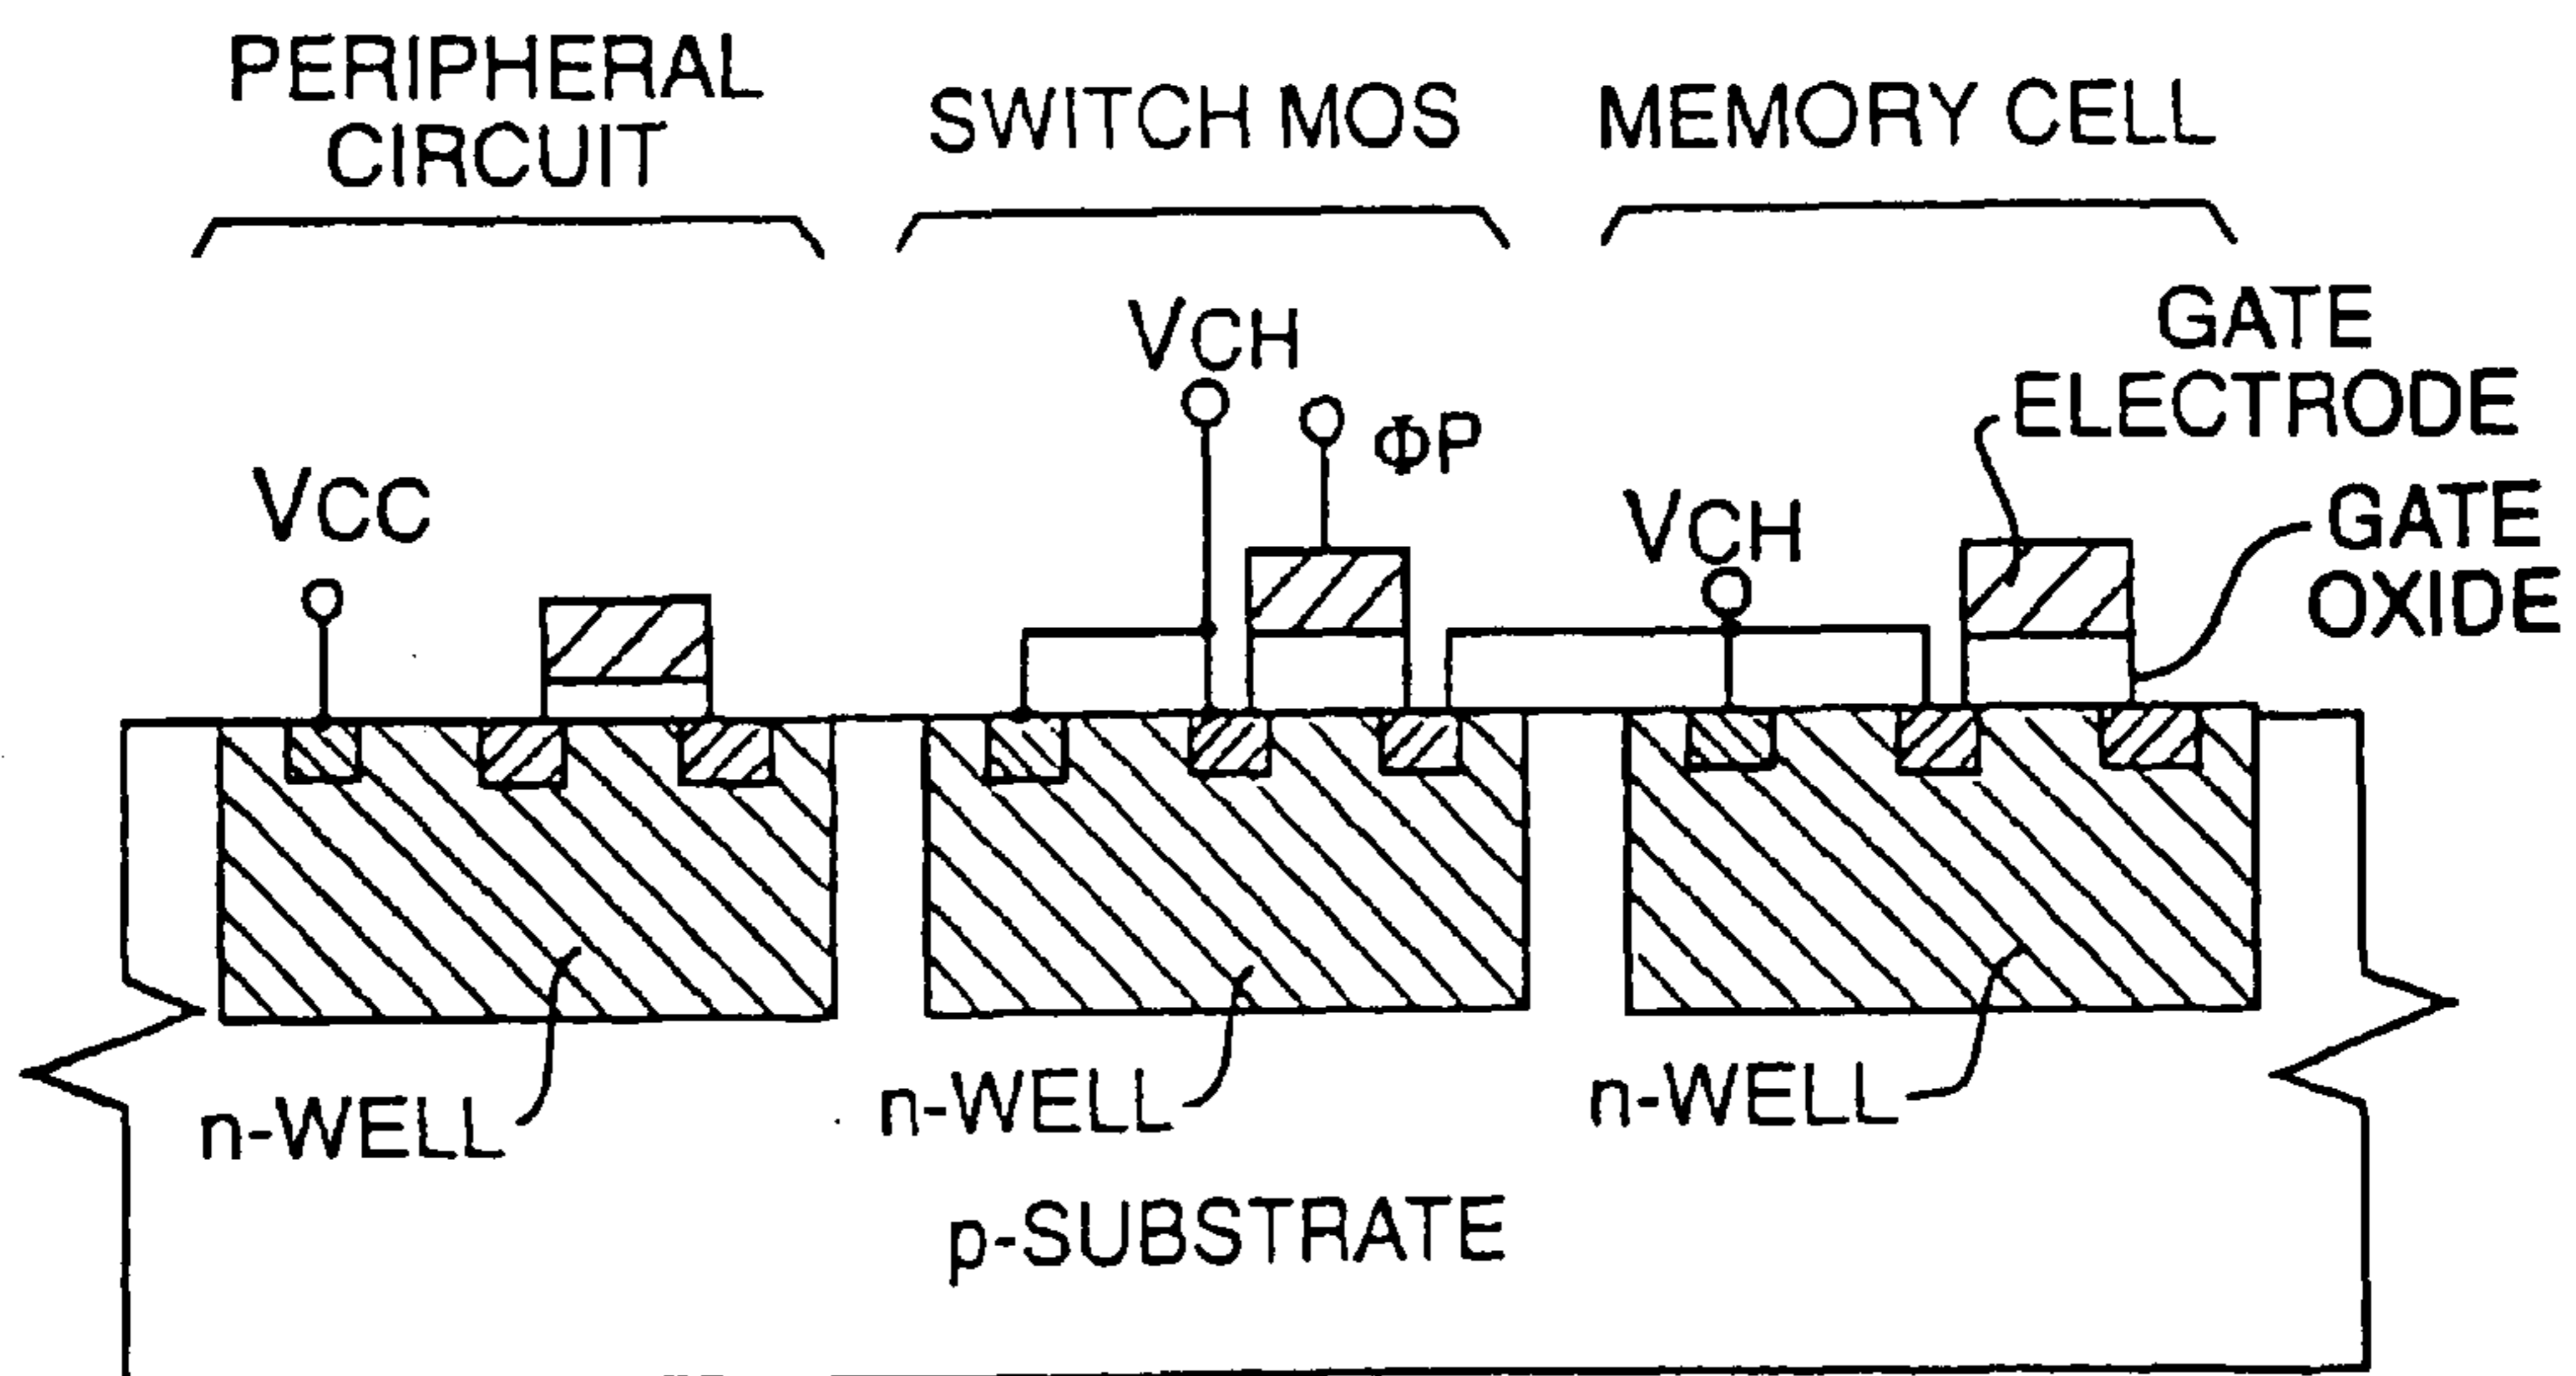 PERIPHERAL
CIRCUIT
SWITCH MOS
MEMORY CELL
VCH
ΦP
GATE
ELECTRODE
VCC
VCH
GATE
OXIDE
n-WELL
n-WELL
n-WELL
p-SUBSTRATE